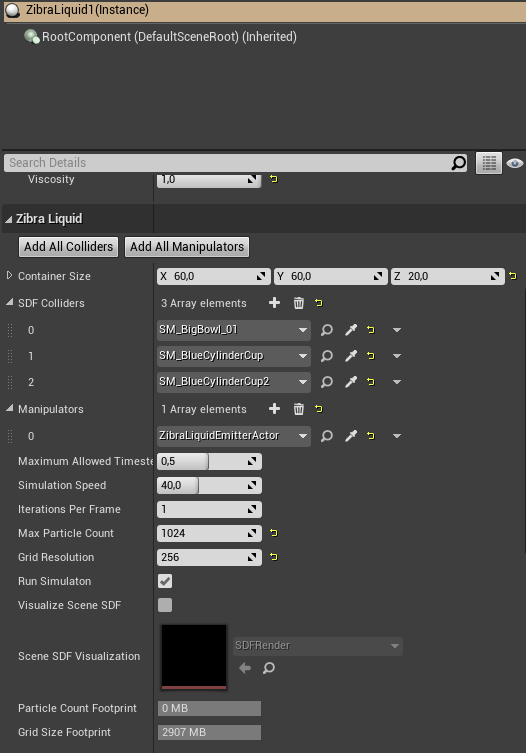 ZibraLiquid1(Instance)
RootComponent (DefaultSceneRoot) (Inherited)
Search Details
Viscosity 1,0
Zibra Liquid
Add All Colliders Add All Manipulators
Container Size X 60,0 Y 60,0 Z 20,0
SDF Colliders 3 Array elements
0 SM_BigBowl_01
1 SM_BlueCylinderCup
2 SM_BlueCylinderCup2
Manipulators 1 Array elements
0 ZibraLiquidEmitterActor
Maximum Allowed Timeste 0,5
Simulation Speed 40,0
Iterations Per Frame 1
Max Particle Count 1024
Grid Resolution 256
Run Simulaton
Visualize Scene SDF
Scene SDF Visualization SDFRender
Particle Count Footprint 0 MB
Grid Size Footprint 2907 MB